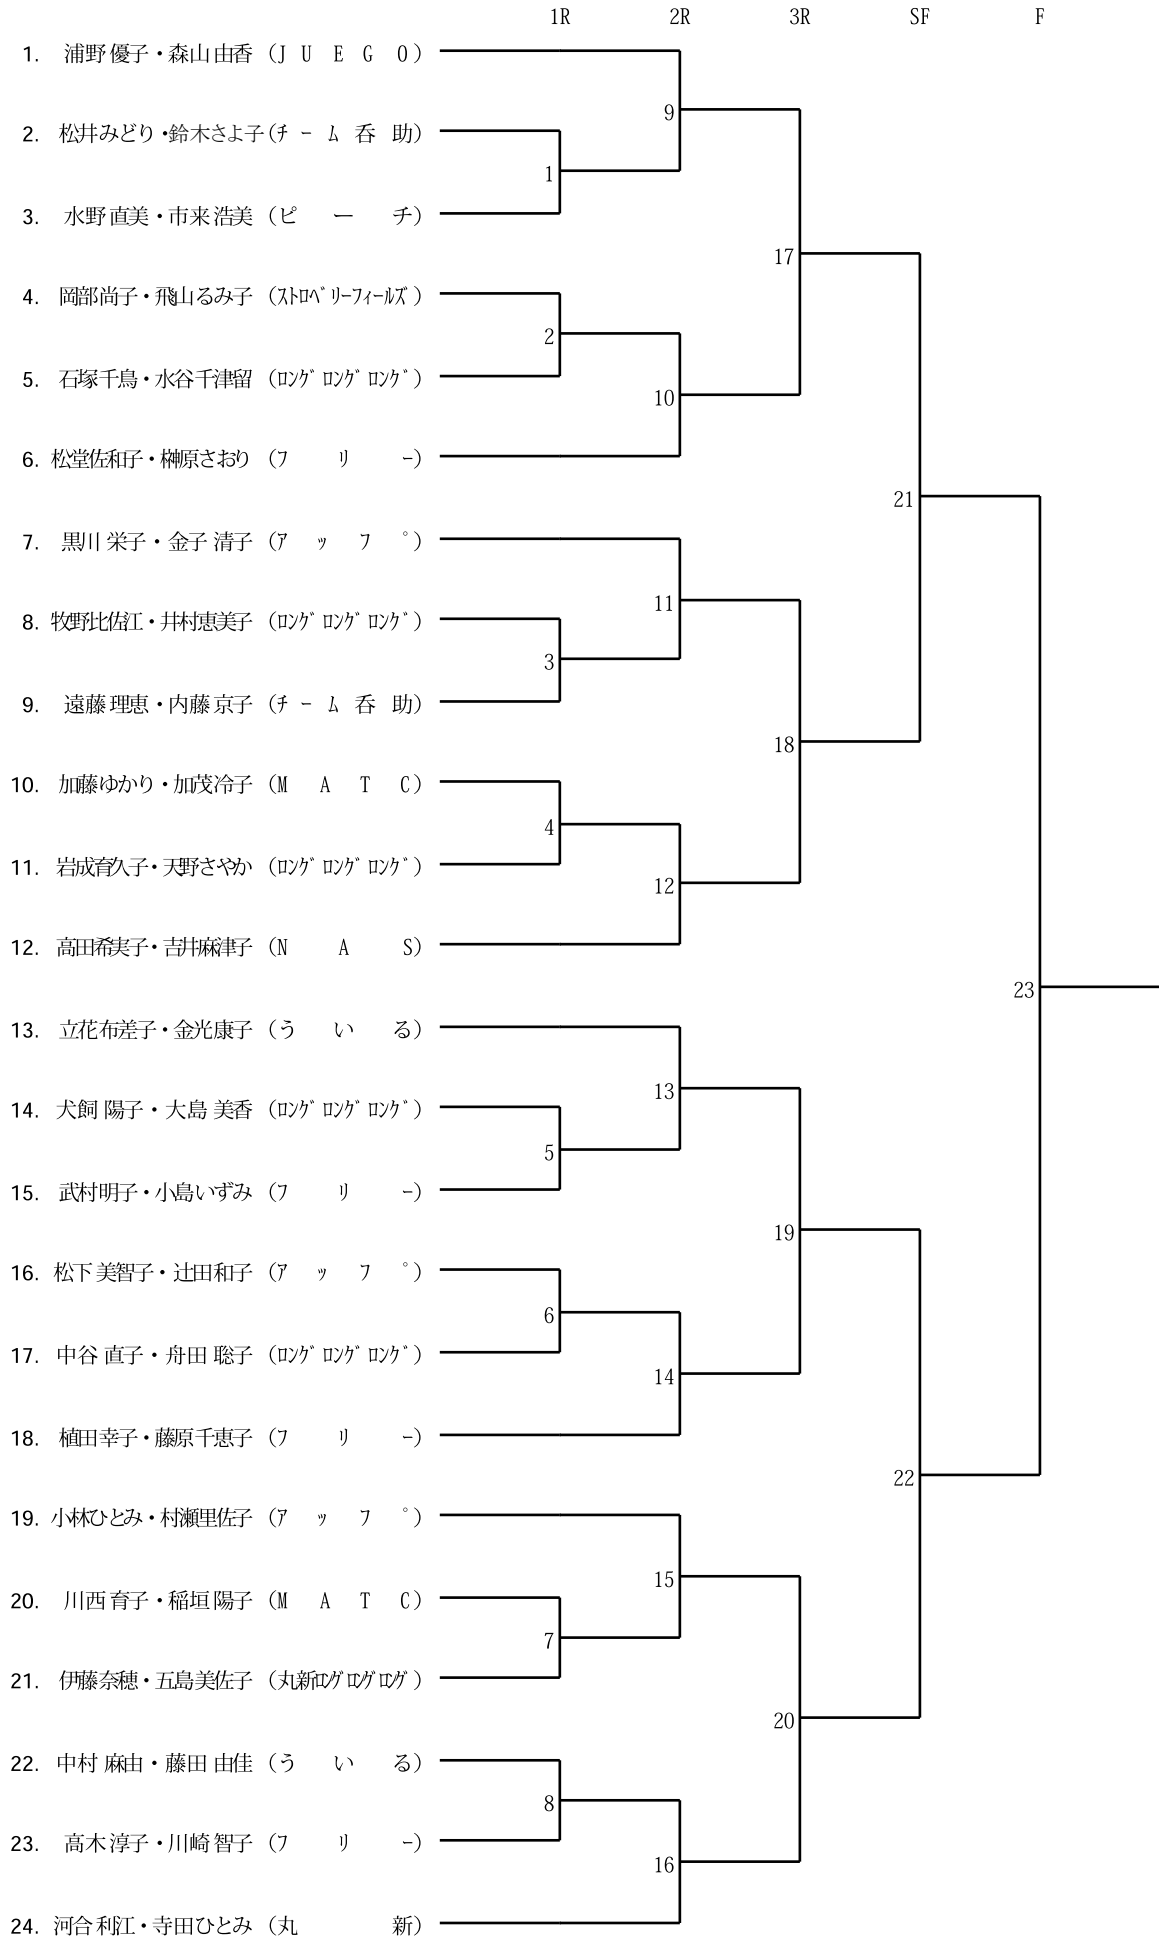 1R 2R 3R SF F
1. 浦野 優子・森山 由香 （J U E G O）
9
2. 松井みどり・鈴木さよ子（ﾁ ｰ ﾑ 呑 助）
1
3. 水野 直美・市来 浩美 （ピ ー チ）
17
4. 岡部尚子・飛山るみ子 （ｽﾄﾛﾍﾞﾘｰﾌｨｰﾙｽﾞ）
2
5. 石塚千鳥・水谷千津留 （ﾛﾝｸﾞﾛﾝｸﾞﾛﾝｸﾞ）
10
6. 松堂佐和子・榊原さおり （ﾌ ﾘ ｰ）
21
7. 黒川 栄子・金子 清子 （ｱ ｯ ﾌ ﾟ）
11
8. 牧野比佐江・井村恵美子 （ﾛﾝｸﾞﾛﾝｸﾞﾛﾝｸﾞ）
3
9. 遠藤 理恵・内藤 京子 （ﾁ ｰ ﾑ 呑 助）
18
10. 加藤ゆかり・加茂冷子 （M A T C）
4
11. 岩成育久子・天野さやか （ﾛﾝｸﾞﾛﾝｸﾞﾛﾝｸﾞ）
12
12. 高田希実子・吉井麻津子 （N A S）
23
13. 立花布差子・金光康子 （う い る）
13
14. 犬飼 陽子・大島 美香 （ﾛﾝｸﾞﾛﾝｸﾞﾛﾝｸﾞ）
5
15. 武村明子・小島いずみ （ﾌ ﾘ ｰ）
19
16. 松下 美智子・辻田和子 （ｱ ｯ ﾌ ﾟ）
6
17. 中谷 直子・舟田 聡子 （ﾛﾝｸﾞﾛﾝｸﾞﾛﾝｸﾞ）
14
18. 植田幸子・藤原千恵子 （ﾌ ﾘ ｰ）
22
19. 小林ひとみ・村瀬里佐子 （ｱ ｯ ﾌ ﾟ）
15
20. 川西 育子・稲垣 陽子 （M A T C）
7
21. 伊藤奈穂・五島美佐子 （丸新ﾛｸﾞﾛｸﾞﾛｸﾞ）
20
22. 中村 麻由・藤田 由佳 （う い る）
8
23. 高木 淳子・川崎 智子 （ﾌ ﾘ ｰ）
16
24. 河合 利江・寺田ひとみ （丸 新）